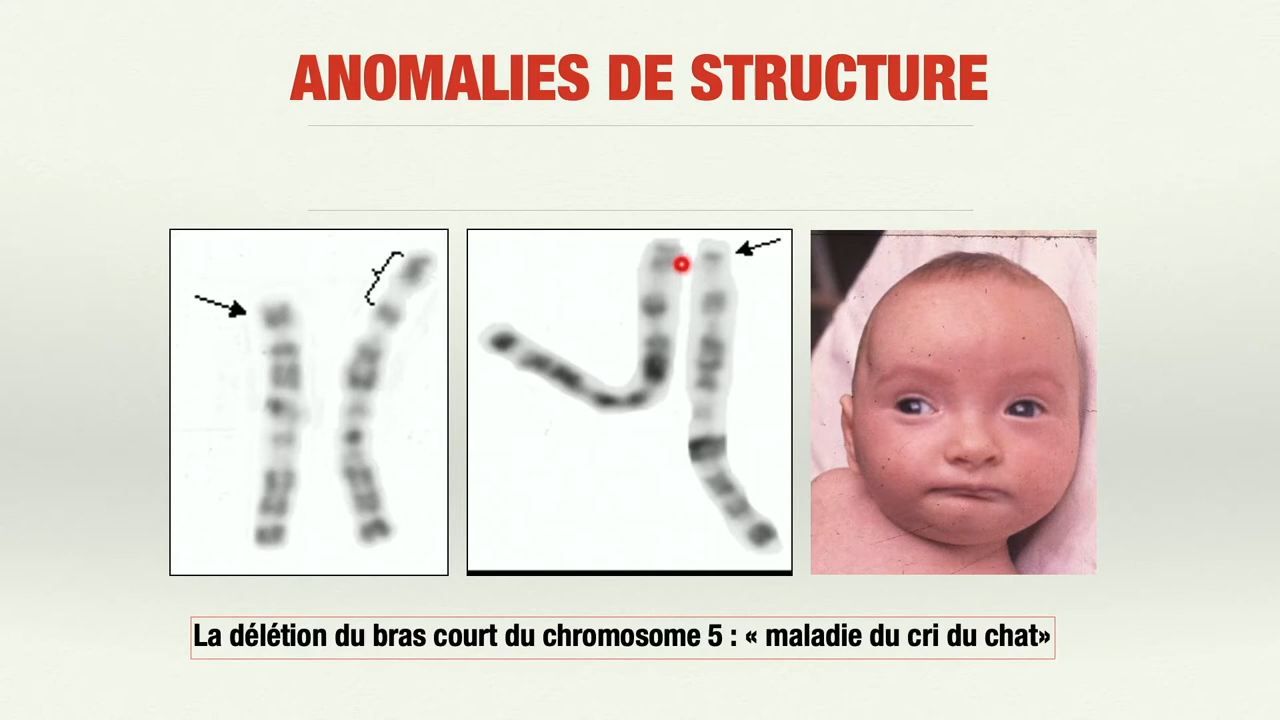 ANOMALIES DE STRUCTURE
La délétion du bras court du chromosome 5 : « maladie du cri du chat»